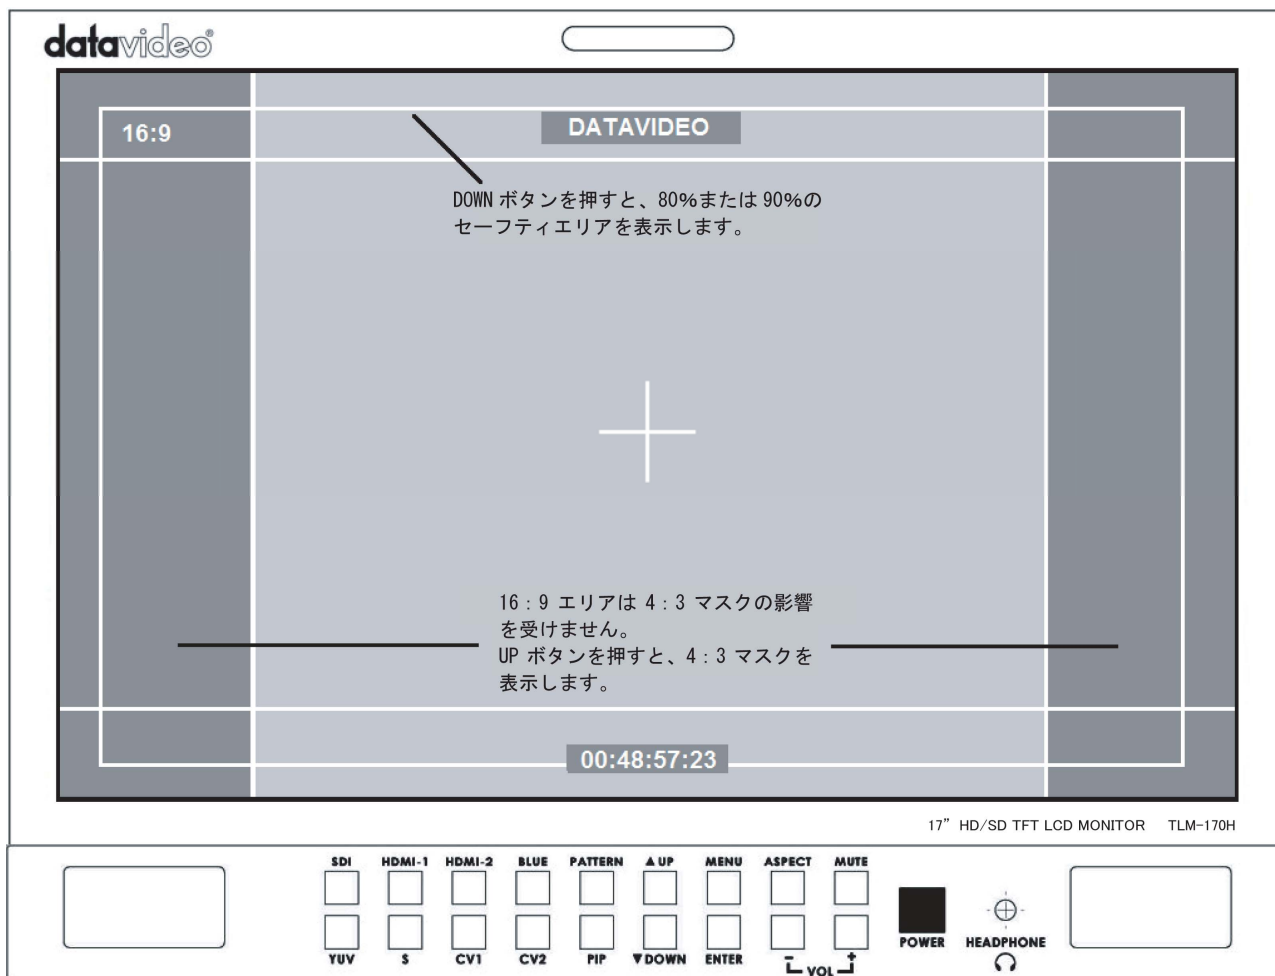 datavideo®
16:9
DATAVIDEO
DOWN ボタンを押すと、80%または 90%の
セーフティエリアを表示します。
16：9 エリアは 4：3 マスクの影響
を受けません。
UP ボタンを押すと、4：3 マスクを
表示します。
00:48:57:23
17” HD/SD TFT LCD MONITOR TLM-170H
SDI HDMI-1 HDMI-2 BLUE PATTERN ▲UP MENU ASPECT MUTE
YUV S CV1 CV2 PIP ▼DOWN ENTER - VOL +
POWER HEADPHONE